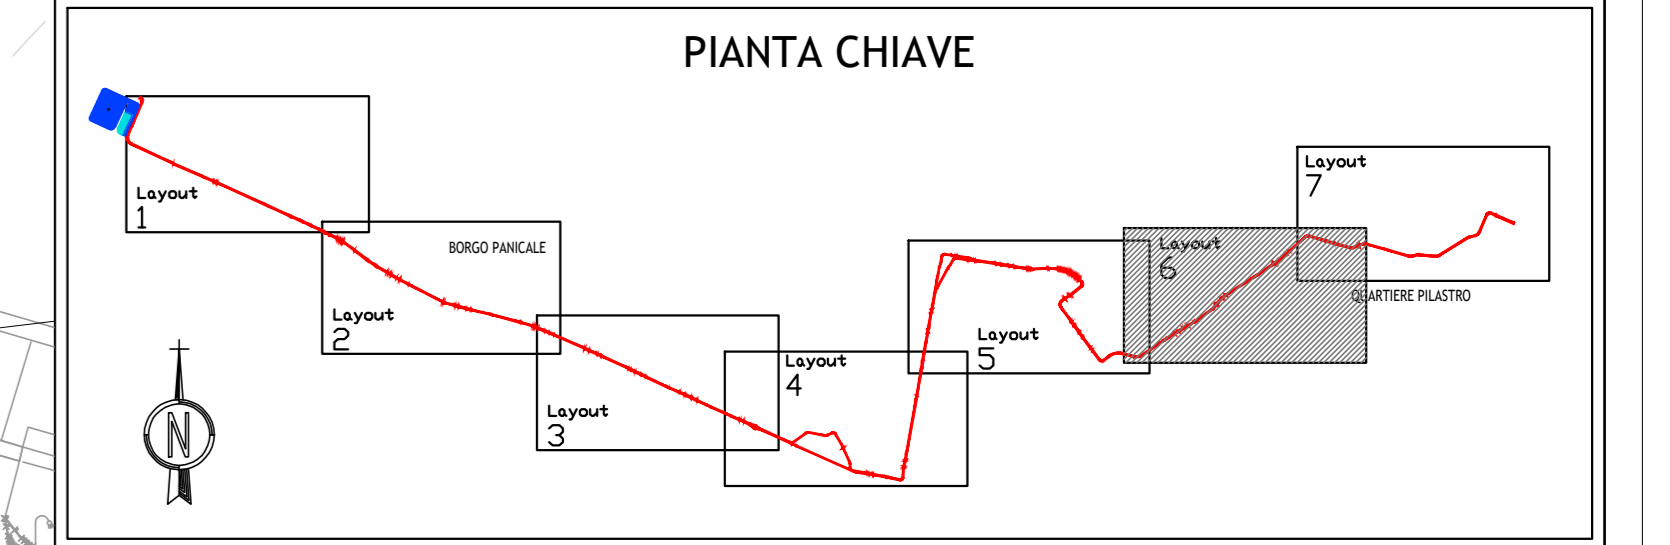 PIANTA CHIAVE
Layout
1
BORGO PANICALE
Layout
2
Layout
3
Layout
4
Layout
5
Layout
6
Layout
7
QUARTIERE PILASTRO
N